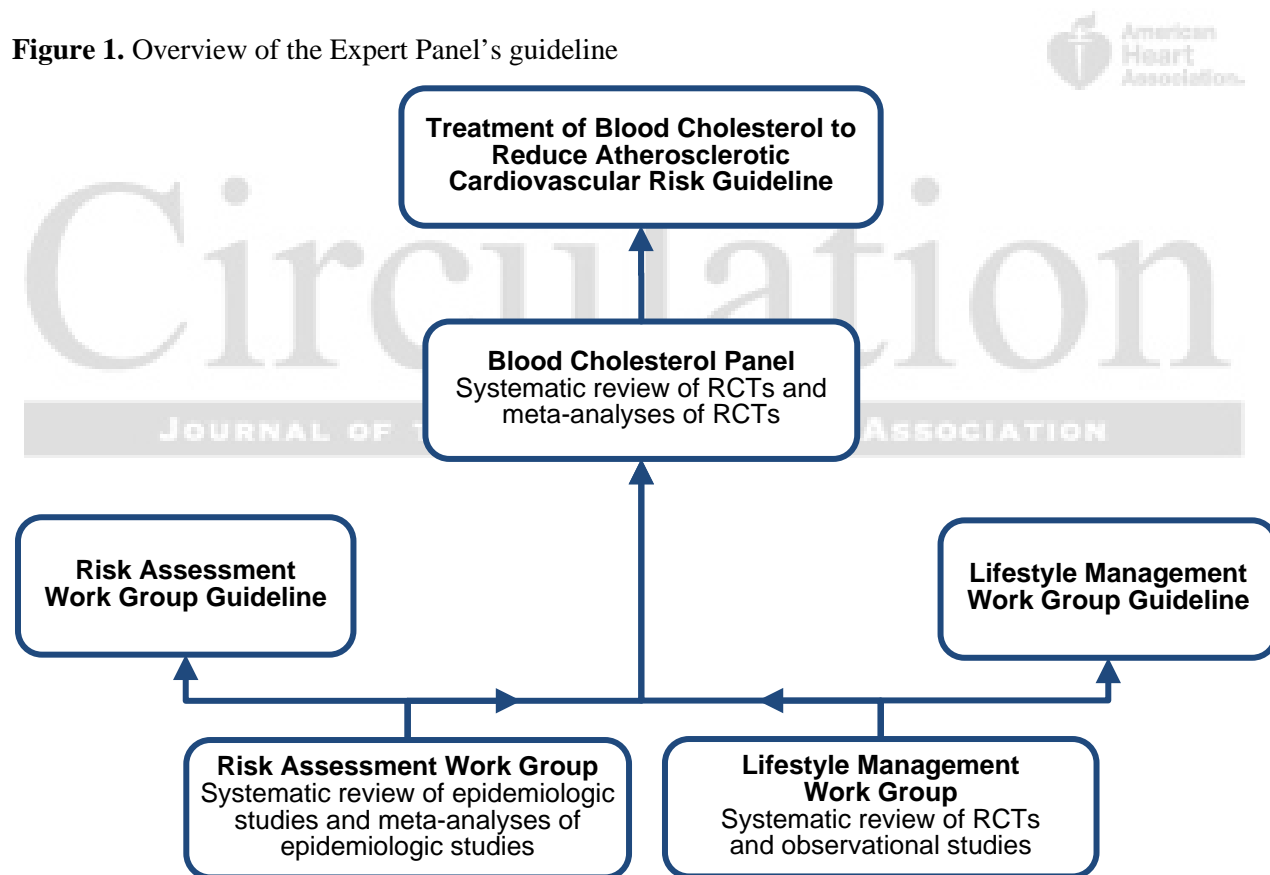 Figure 1. Overview of the Expert Panel’s guideline
American
Heart
Association®
Treatment of Blood Cholesterol to
Reduce Atherosclerotic
Cardiovascular Risk Guideline
Circulation
Blood Cholesterol Panel
Systematic review of RCTs and
meta-analyses of RCTs
JOURNAL OF T ASSOCIATION
Risk Assessment
Work Group Guideline
Lifestyle Management
Work Group Guideline
Risk Assessment Work Group
Systematic review of epidemiologic
studies and meta-analyses of
epidemiologic studies
Lifestyle Management
Work Group
Systematic review of RCTs
and observational studies